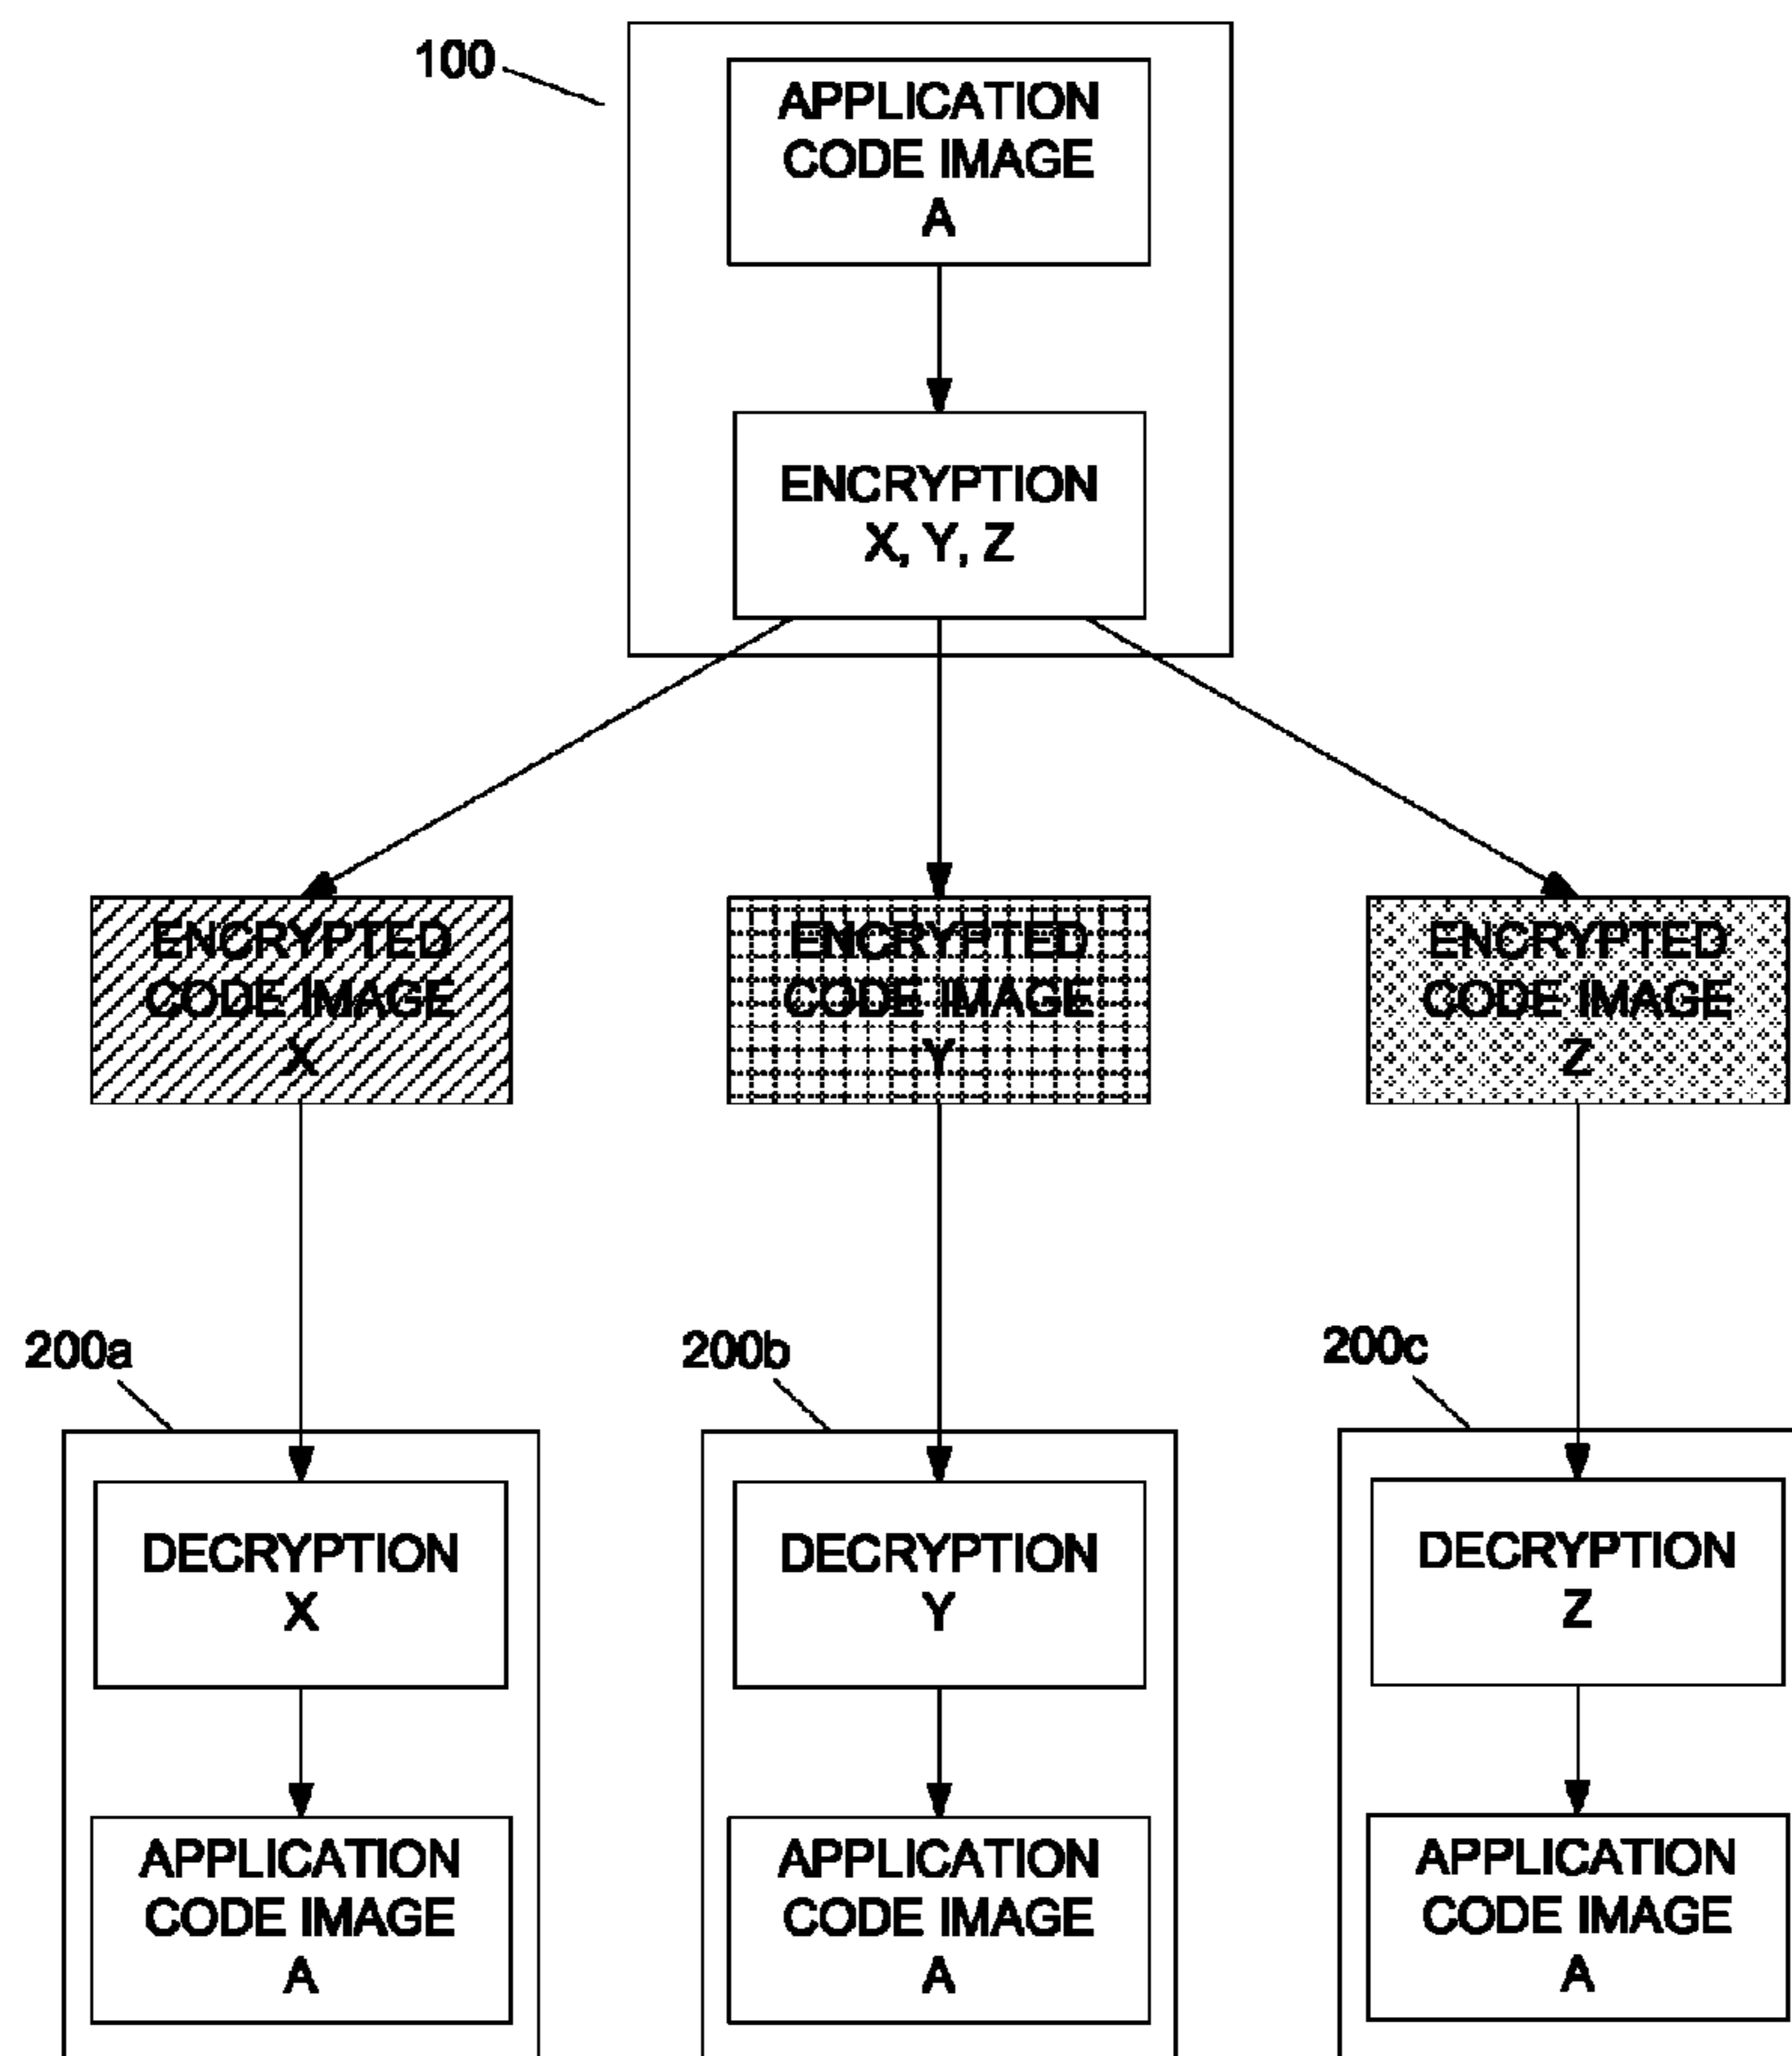 100
APPLICATION
CODE IMAGE
A
ENCRYPTION
X, Y, Z
ENCRYPTED
CODE IMAGE
X
ENCRYPTED
CODE IMAGE
Y
ENCRYPTED
CODE IMAGE
Z
200a
200b
200c
DECRYPTION
X
DECRYPTION
Y
DECRYPTION
Z
APPLICATION
CODE IMAGE
A
APPLICATION
CODE IMAGE
A
APPLICATION
CODE IMAGE
A